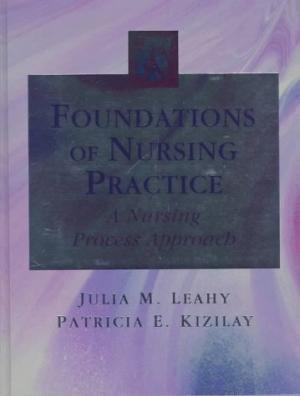 FOUNDATIONS
OF NURSING
PRACTICE
A Nursing
Process Approach
JULIA M. LEAHY
PATRICIA E. KIZILAY